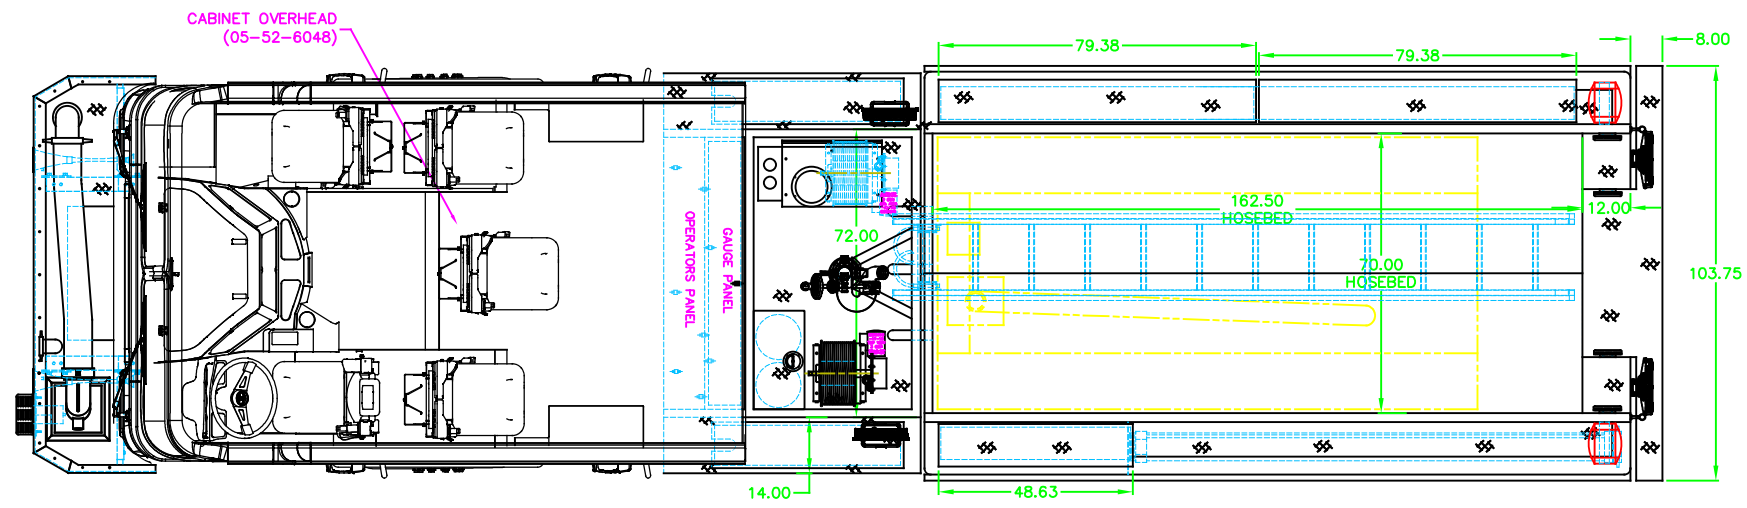 CABINET OVERHEAD
(05-52-6048)
79.38
79.38
8.00
162.50
HOSEBED
12.00
72.00
70.00
HOSEBED
103.75
GAUGE PANEL
OPERATORS PANEL
14.00
48.63